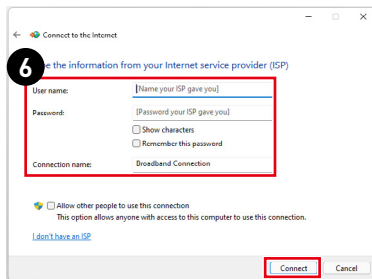 Connect to the Internet
6
e the information from your Internet service provider (ISP)
User name:
[Name your ISP gave you]
Password:
[Password your ISP gave you]
Show characters
Remember this password
Connection name:
Broadband Connection
Allow other people to use this connection
This option allows anyone with access to this computer to use this connection.
I don't have an ISP
Connect
Cancel